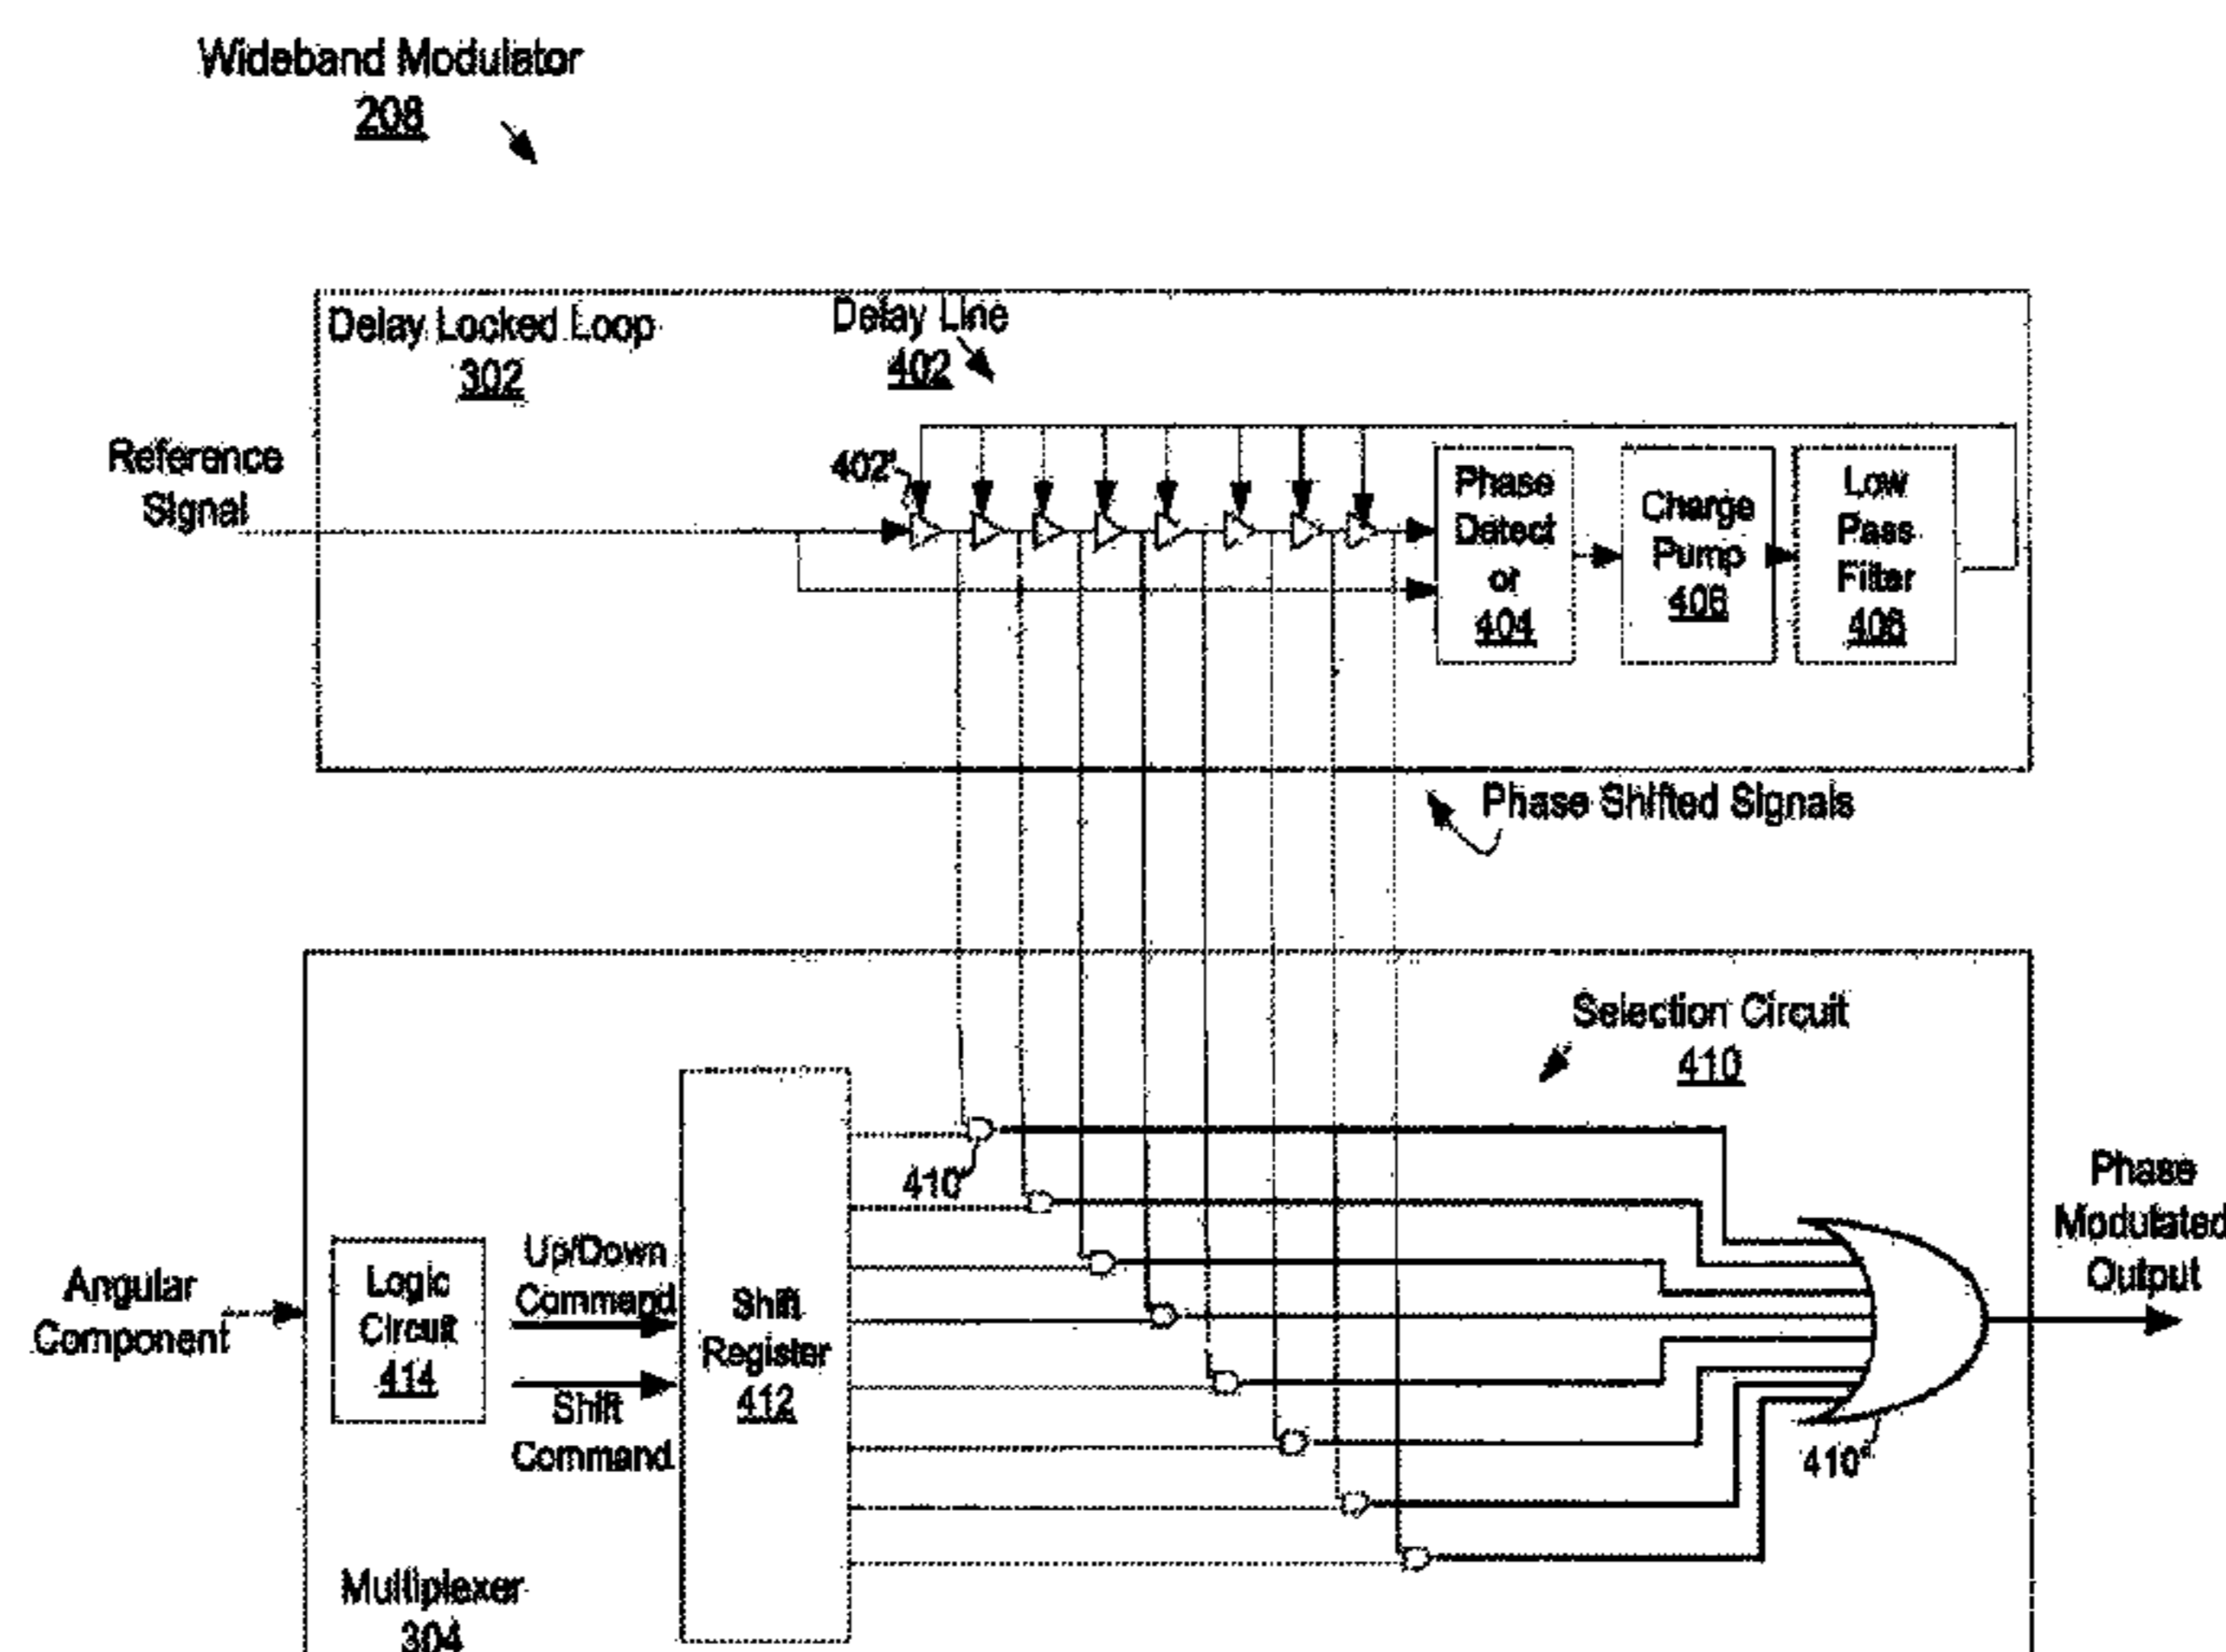 Wideband Modulator
208
Delay Locked Loop
302
Delay Line
402
Reference
Signal
402'
Phase
Detect
or
404
Charge
Pump
406
Low
Pass
Filter
408
Phase Shifted Signals
Selection Circuit
410
410'
Phase
Modulated
Output
Angular
Component
Logic
Circuit
414
Up/Down
Command
Shift
Command
Shift
Register
412
410"
Multiplexer
304